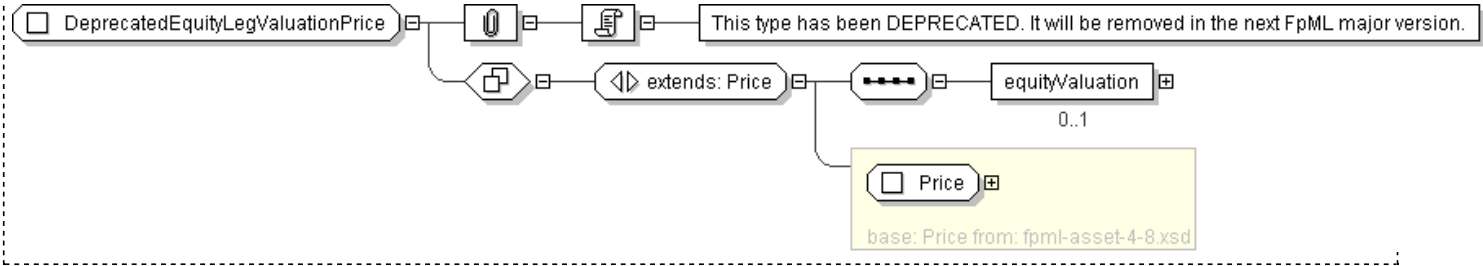 DeprecatedEquityLegValuationPrice
This type has been DEPRECATED. It will be removed in the next FpML major version.
extends: Price
equityValuation
0..1
Price
base: Price from: fpml-asset-4-8.xsd